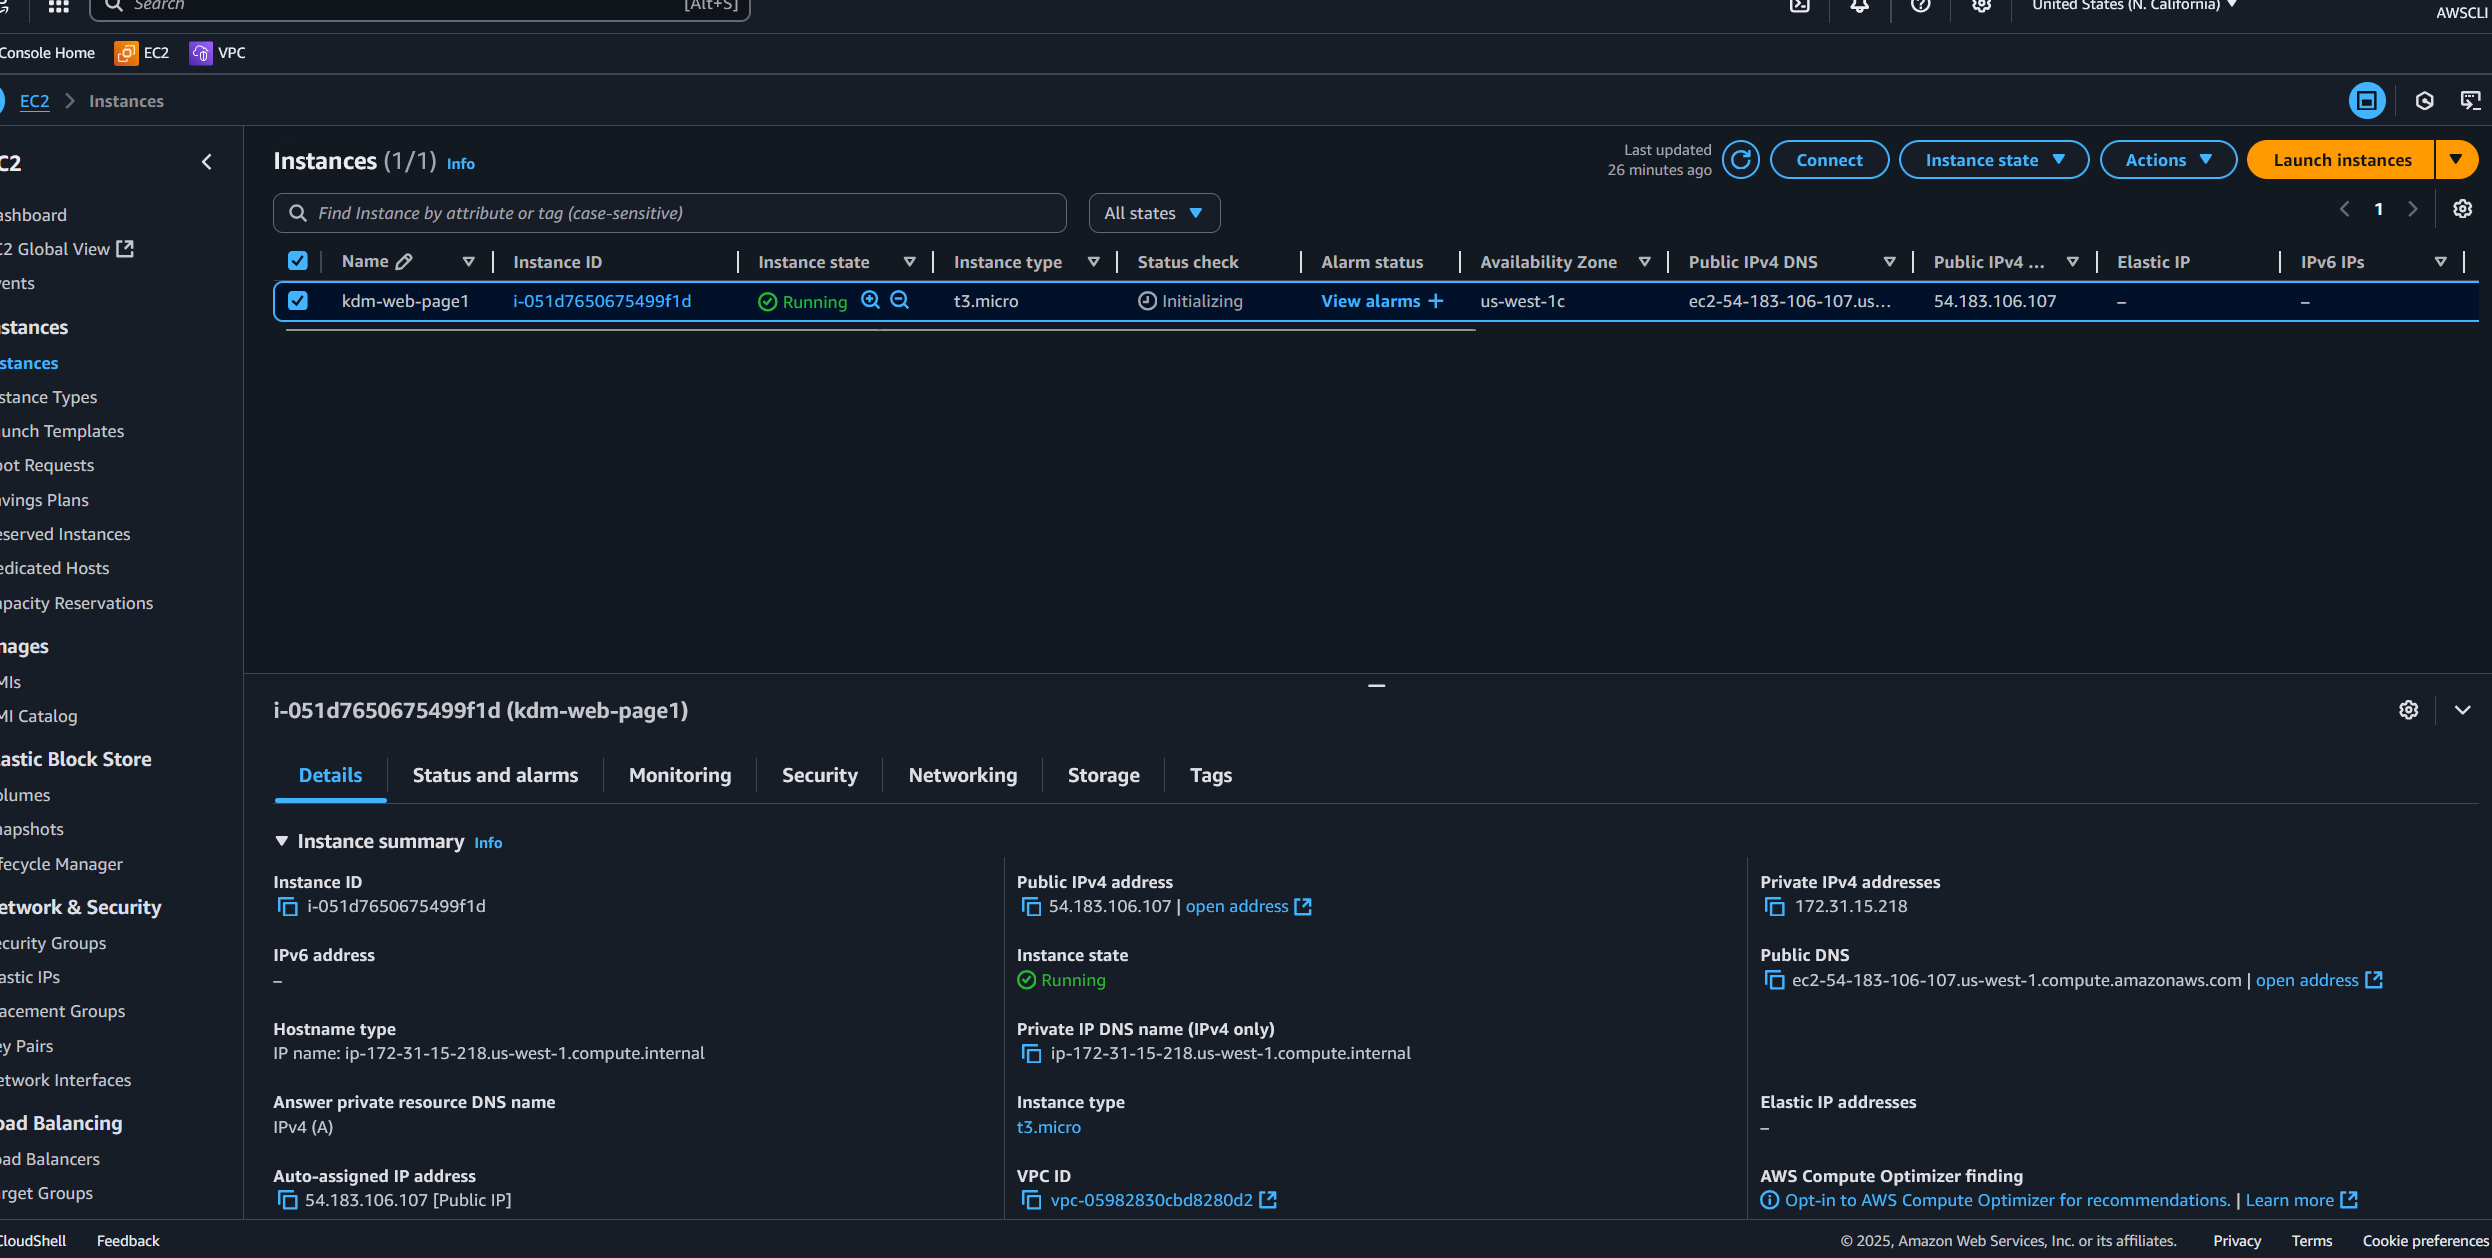 Search [Alt+S] United States (N. California) AWSCLI
Console Home EC2 VPC
EC2 Instances
C2
ashboard
C2 Global View
ents
stances
stances
stance Types
unch Templates
oot Requests
vings Plans
eserved Instances
edicated Hosts
apacity Reservations
nages
MIs
MI Catalog
lastic Block Store
olumes
napshots
fecycle Manager
etwork & Security
ecurity Groups
astic IPs
acement Groups
ey Pairs
etwork Interfaces
oad Balancing
oad Balancers
arget Groups
Instances (1/1) Info
Last updated
26 minutes ago
Connect Instance state Actions Launch instances
Find Instance by attribute or tag (case-sensitive) All states 1
Name Instance ID Instance state Instance type Status check Alarm status Availability Zone Public IPv4 DNS Public IPv4 ... Elastic IP IPv6 IPs
kdm-web-page1 i-051d7650675499f1d Running t3.micro Initializing View alarms + us-west-1c ec2-54-183-106-107.us... 54.183.106.107 – –
i-051d7650675499f1d (kdm-web-page1)
Details Status and alarms Monitoring Security Networking Storage Tags
Instance summary Info
Instance ID
i-051d7650675499f1d
Public IPv4 address
54.183.106.107 | open address
Private IPv4 addresses
172.31.15.218
IPv6 address
–
Instance state
Running
Public DNS
ec2-54-183-106-107.us-west-1.compute.amazonaws.com | open address
Hostname type
IP name: ip-172-31-15-218.us-west-1.compute.internal
Private IP DNS name (IPv4 only)
ip-172-31-15-218.us-west-1.compute.internal
Answer private resource DNS name
IPv4 (A)
Instance type
t3.micro
Elastic IP addresses
–
Auto-assigned IP address
54.183.106.107 [Public IP]
VPC ID
vpc-05982830cbd8280d2
AWS Compute Optimizer finding
Opt-in to AWS Compute Optimizer for recommendations. | Learn more
CloudShell Feedback © 2025, Amazon Web Services, Inc. or its affiliates. Privacy Terms Cookie preferences